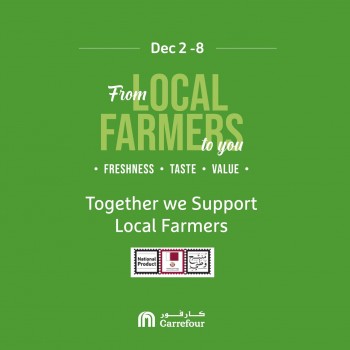 Dec 2 -8
From LOCAL
FARMERS
to you
• FRESHNESS • TASTE • VALUE •
Together we Support
Local Farmers
National
Product
كارفور
Carrefour